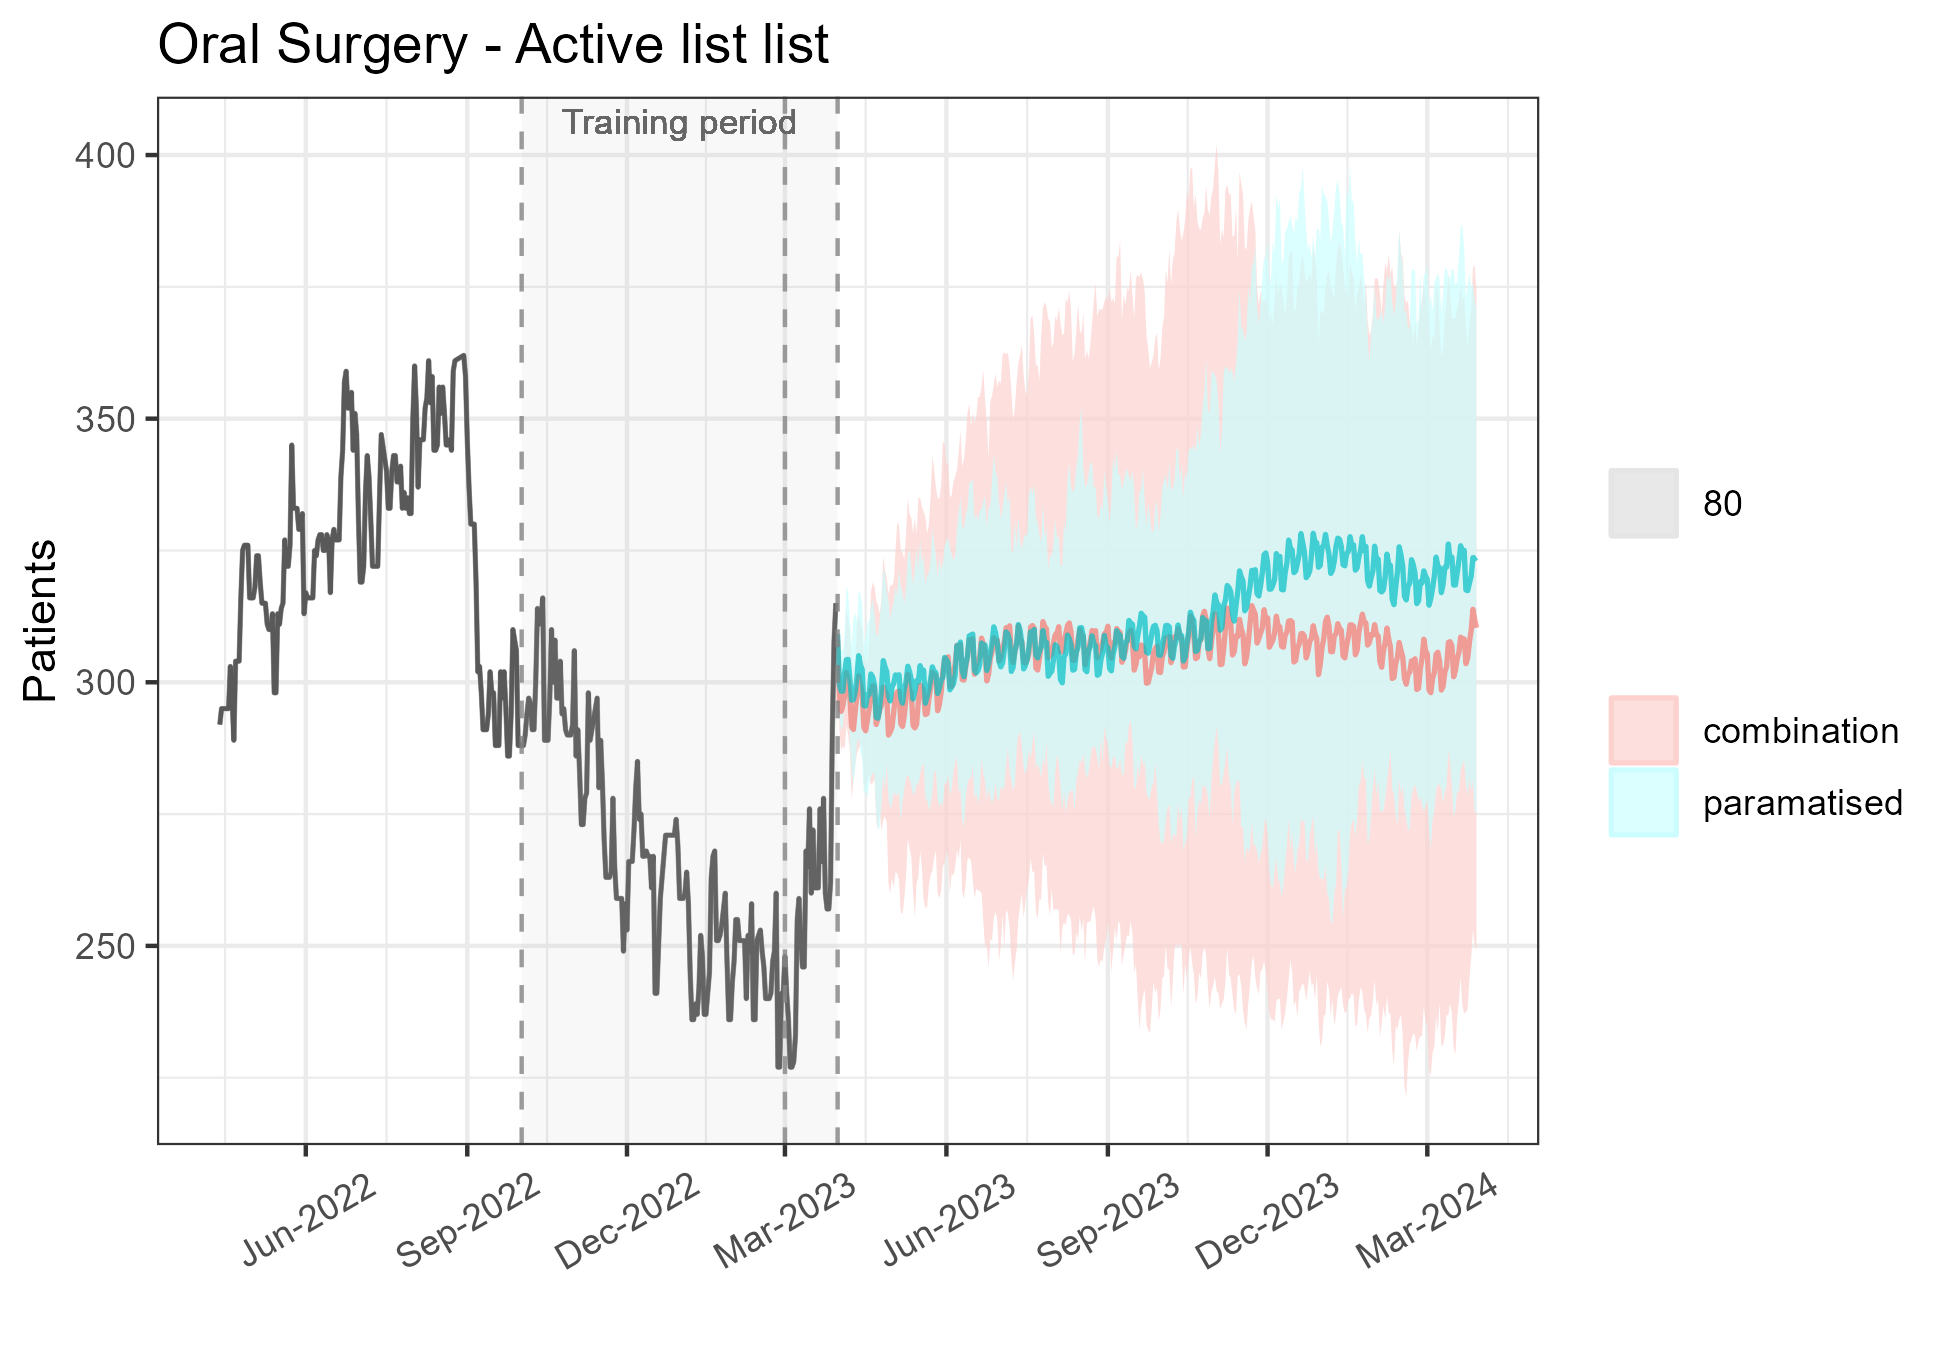 Oral Surgery - Active list list
Training period
400
350
300
250
Patients
Jun-2022
Sep-2022
Dec-2022
Mar-2023
Jun-2023
Sep-2023
Dec-2023
Mar-2024
80
combination
paramatised